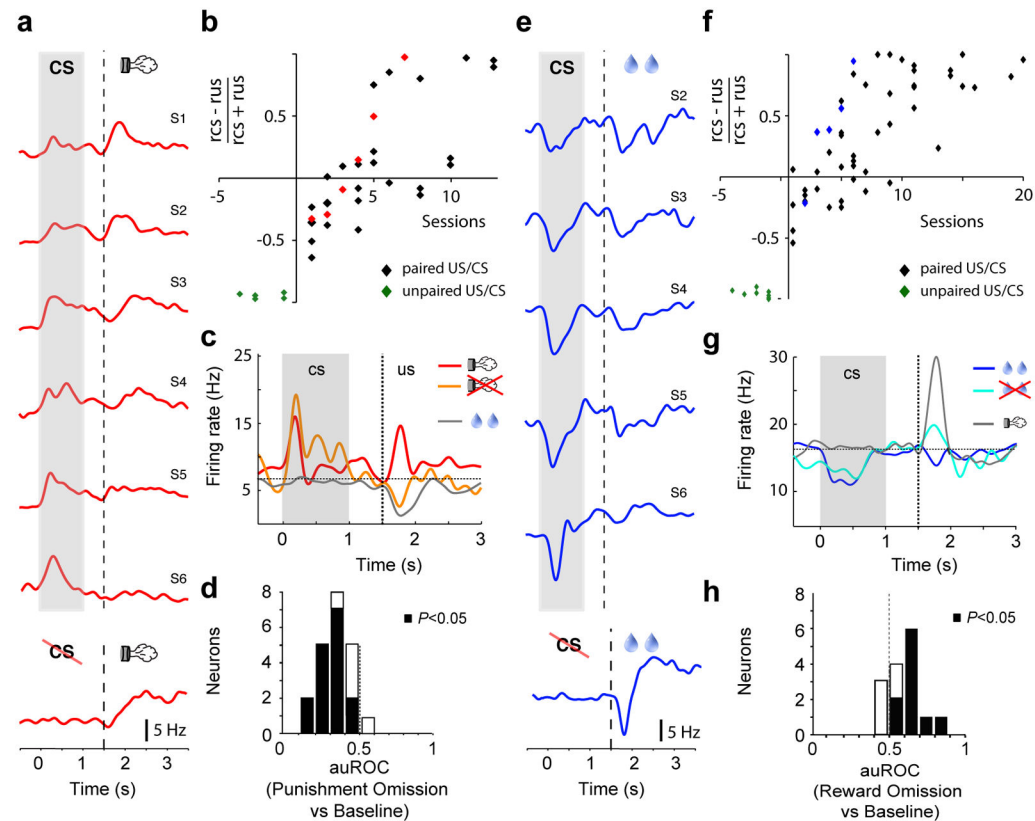 a
CS
S1
S2
S3
S4
S5
S6
CS
5 Hz
0 1 2 3
Time (s)
b
rcs - rus
rcs + rus
0.5
-0.5
-5
5
10
Sessions
paired US/CS
unpaired US/CS
c
25
15
5
Firing rate (Hz)
cs
us
0 1 2 3
Time (s)
d
8
6
4
2
0
Neurons
P<0.05
0 0.5 1
auROC
(Punishment Omission
vs Baseline)
e
CS
S2
S3
S4
S5
S6
CS
5 Hz
0 1 2 3
Time (s)
f
rcs - rus
rcs + rus
0.5
-0.5
-5
10
20
Sessions
paired US/CS
unpaired US/CS
g
30
20
10
Firing rate (Hz)
CS
0 1 2 3
Time (s)
h
8
6
4
2
0
Neurons
P<0.05
0 0.5 1
auROC
(Reward Omission
vs Baseline)